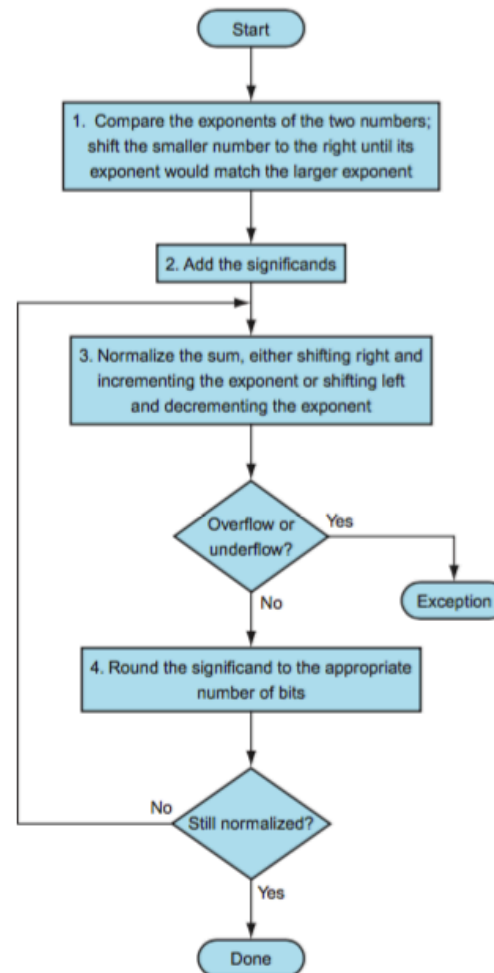 Start
1. Compare the exponents of the two numbers;
shift the smaller number to the right until its
exponent would match the larger exponent
2. Add the significands
3. Normalize the sum, either shifting right and
incrementing the exponent or shifting left
and decrementing the exponent
Overflow or
underflow?
Yes
Exception
No
4. Round the significand to the appropriate
number of bits
No
Still normalized?
Yes
Done